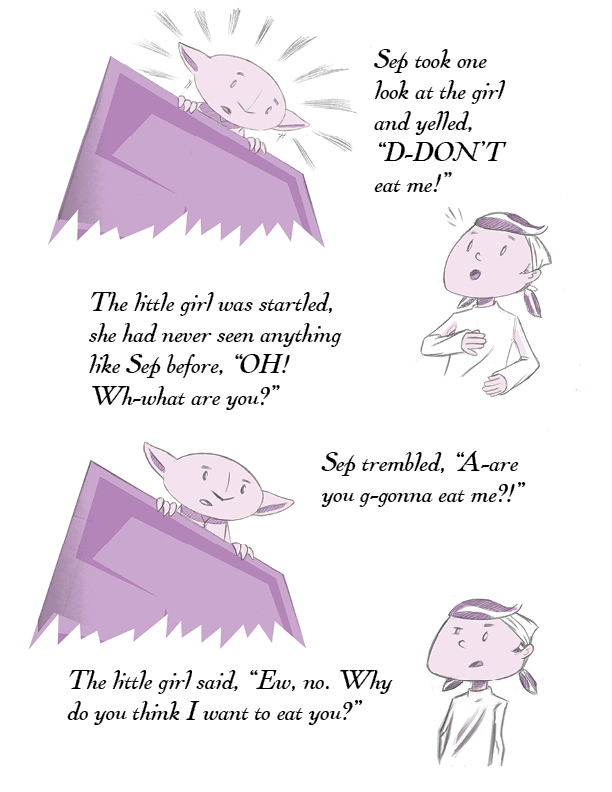 Sep took one
look at the girl
and yelled,
“D-DON'T
eat me!”
The little girl was startled,
she had never seen anything
like Sep before, “OH!
Wh-what are you?”
Sep trembled, “A-are
you g-gonna eat me?!”
The little girl said, “Ew, no. Why
do you think I want to eat you?”